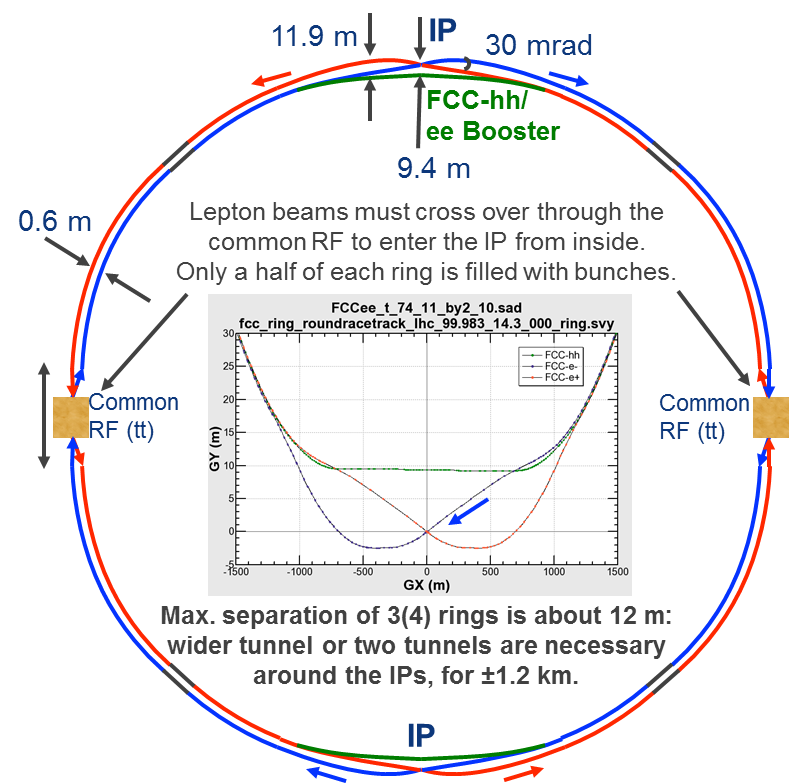 11.9 m
IP
30 mrad
FCC-hh/
ee Booster
9.4 m
0.6 m
Lepton beams must cross over through the
common RF to enter the IP from inside.
Only a half of each ring is filled with bunches.
Common
RF (tt)
Common
RF (tt)
FCCee_t_74_11_by2_10.sad
fcc_ring_roundracetrack_lhc_99.983_14.3_000_ring.svy
FCC-hh
FCC-e-
FCC-e+
GY (m)
30
25
20
15
10
5
0
-5
-1500 -1000 -500 0 500 1000 1500
GX (m)
Max. separation of 3(4) rings is about 12 m:
wider tunnel or two tunnels are necessary
around the IPs, for ±1.2 km.
IP